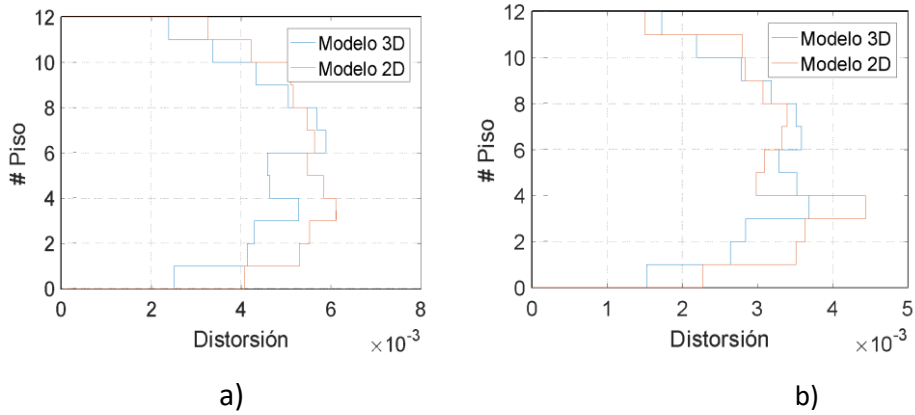 12
10
8
6
4
2
0
# Piso
Modelo 3D
Modelo 2D
0 2 4 6 8
Distorsión
×10⁻³
a)
12
10
8
6
4
2
0
# Piso
Modelo 3D
Modelo 2D
0 1 2 3 4 5
Distorsión
×10⁻³
b)